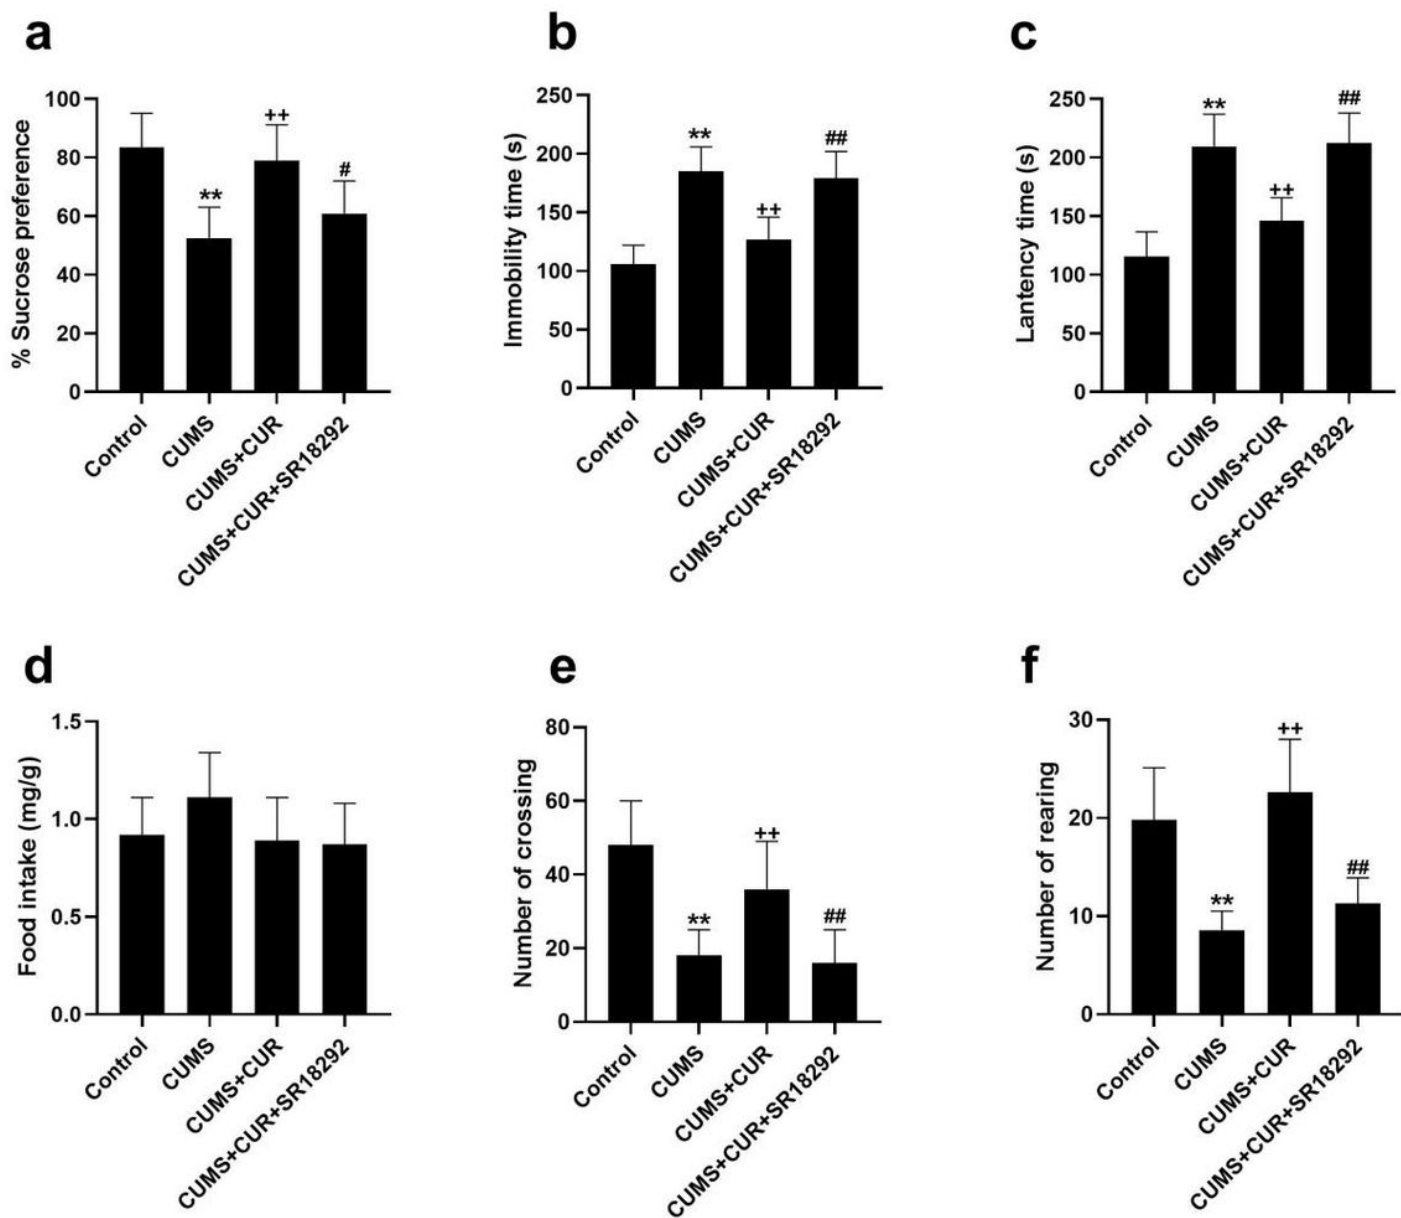 a
% Sucrose preference
100
80
60
40
20
0
**
++
#
Control
CUMS
CUMS+CUR
CUMS+CUR+SR18292
b
Immobility time (s)
250
200
150
100
50
0
**
++
##
Control
CUMS
CUMS+CUR
CUMS+CUR+SR18292
c
Lantency time (s)
250
200
150
100
50
0
**
++
##
Control
CUMS
CUMS+CUR
CUMS+CUR+SR18292
d
Food intake (mg/g)
1.5
1.0
0.5
0.0
Control
CUMS
CUMS+CUR
CUMS+CUR+SR18292
e
Number of crossing
80
60
40
20
0
**
++
##
Control
CUMS
CUMS+CUR
CUMS+CUR+SR18292
f
Number of rearing
30
20
10
0
**
++
##
Control
CUMS
CUMS+CUR
CUMS+CUR+SR18292